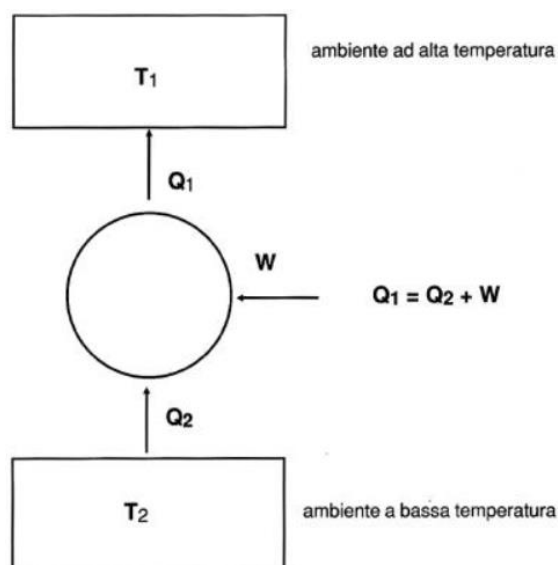 ambiente ad alta temperatura
T1
Q1
W
Q1 = Q2 + W
Q2
T2
ambiente a bassa temperatura